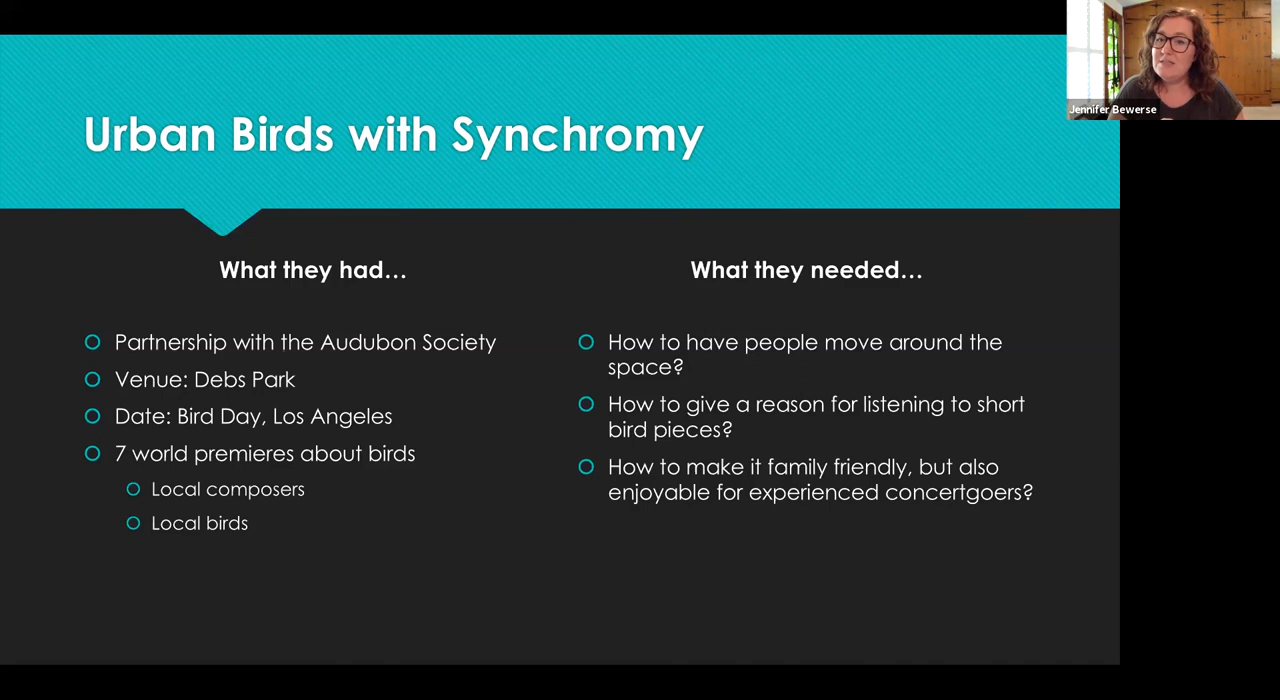 Urban Birds with Synchromy
Jennifer Bewerse
What they had...
Partnership with the Audubon Society
Venue: Debs Park
Date: Bird Day, Los Angeles
7 world premieres about birds
Local composers
Local birds
What they needed...
How to have people move around the
space?
How to give a reason for listening to short
bird pieces?
How to make it family friendly, but also
enjoyable for experienced concertgoers?